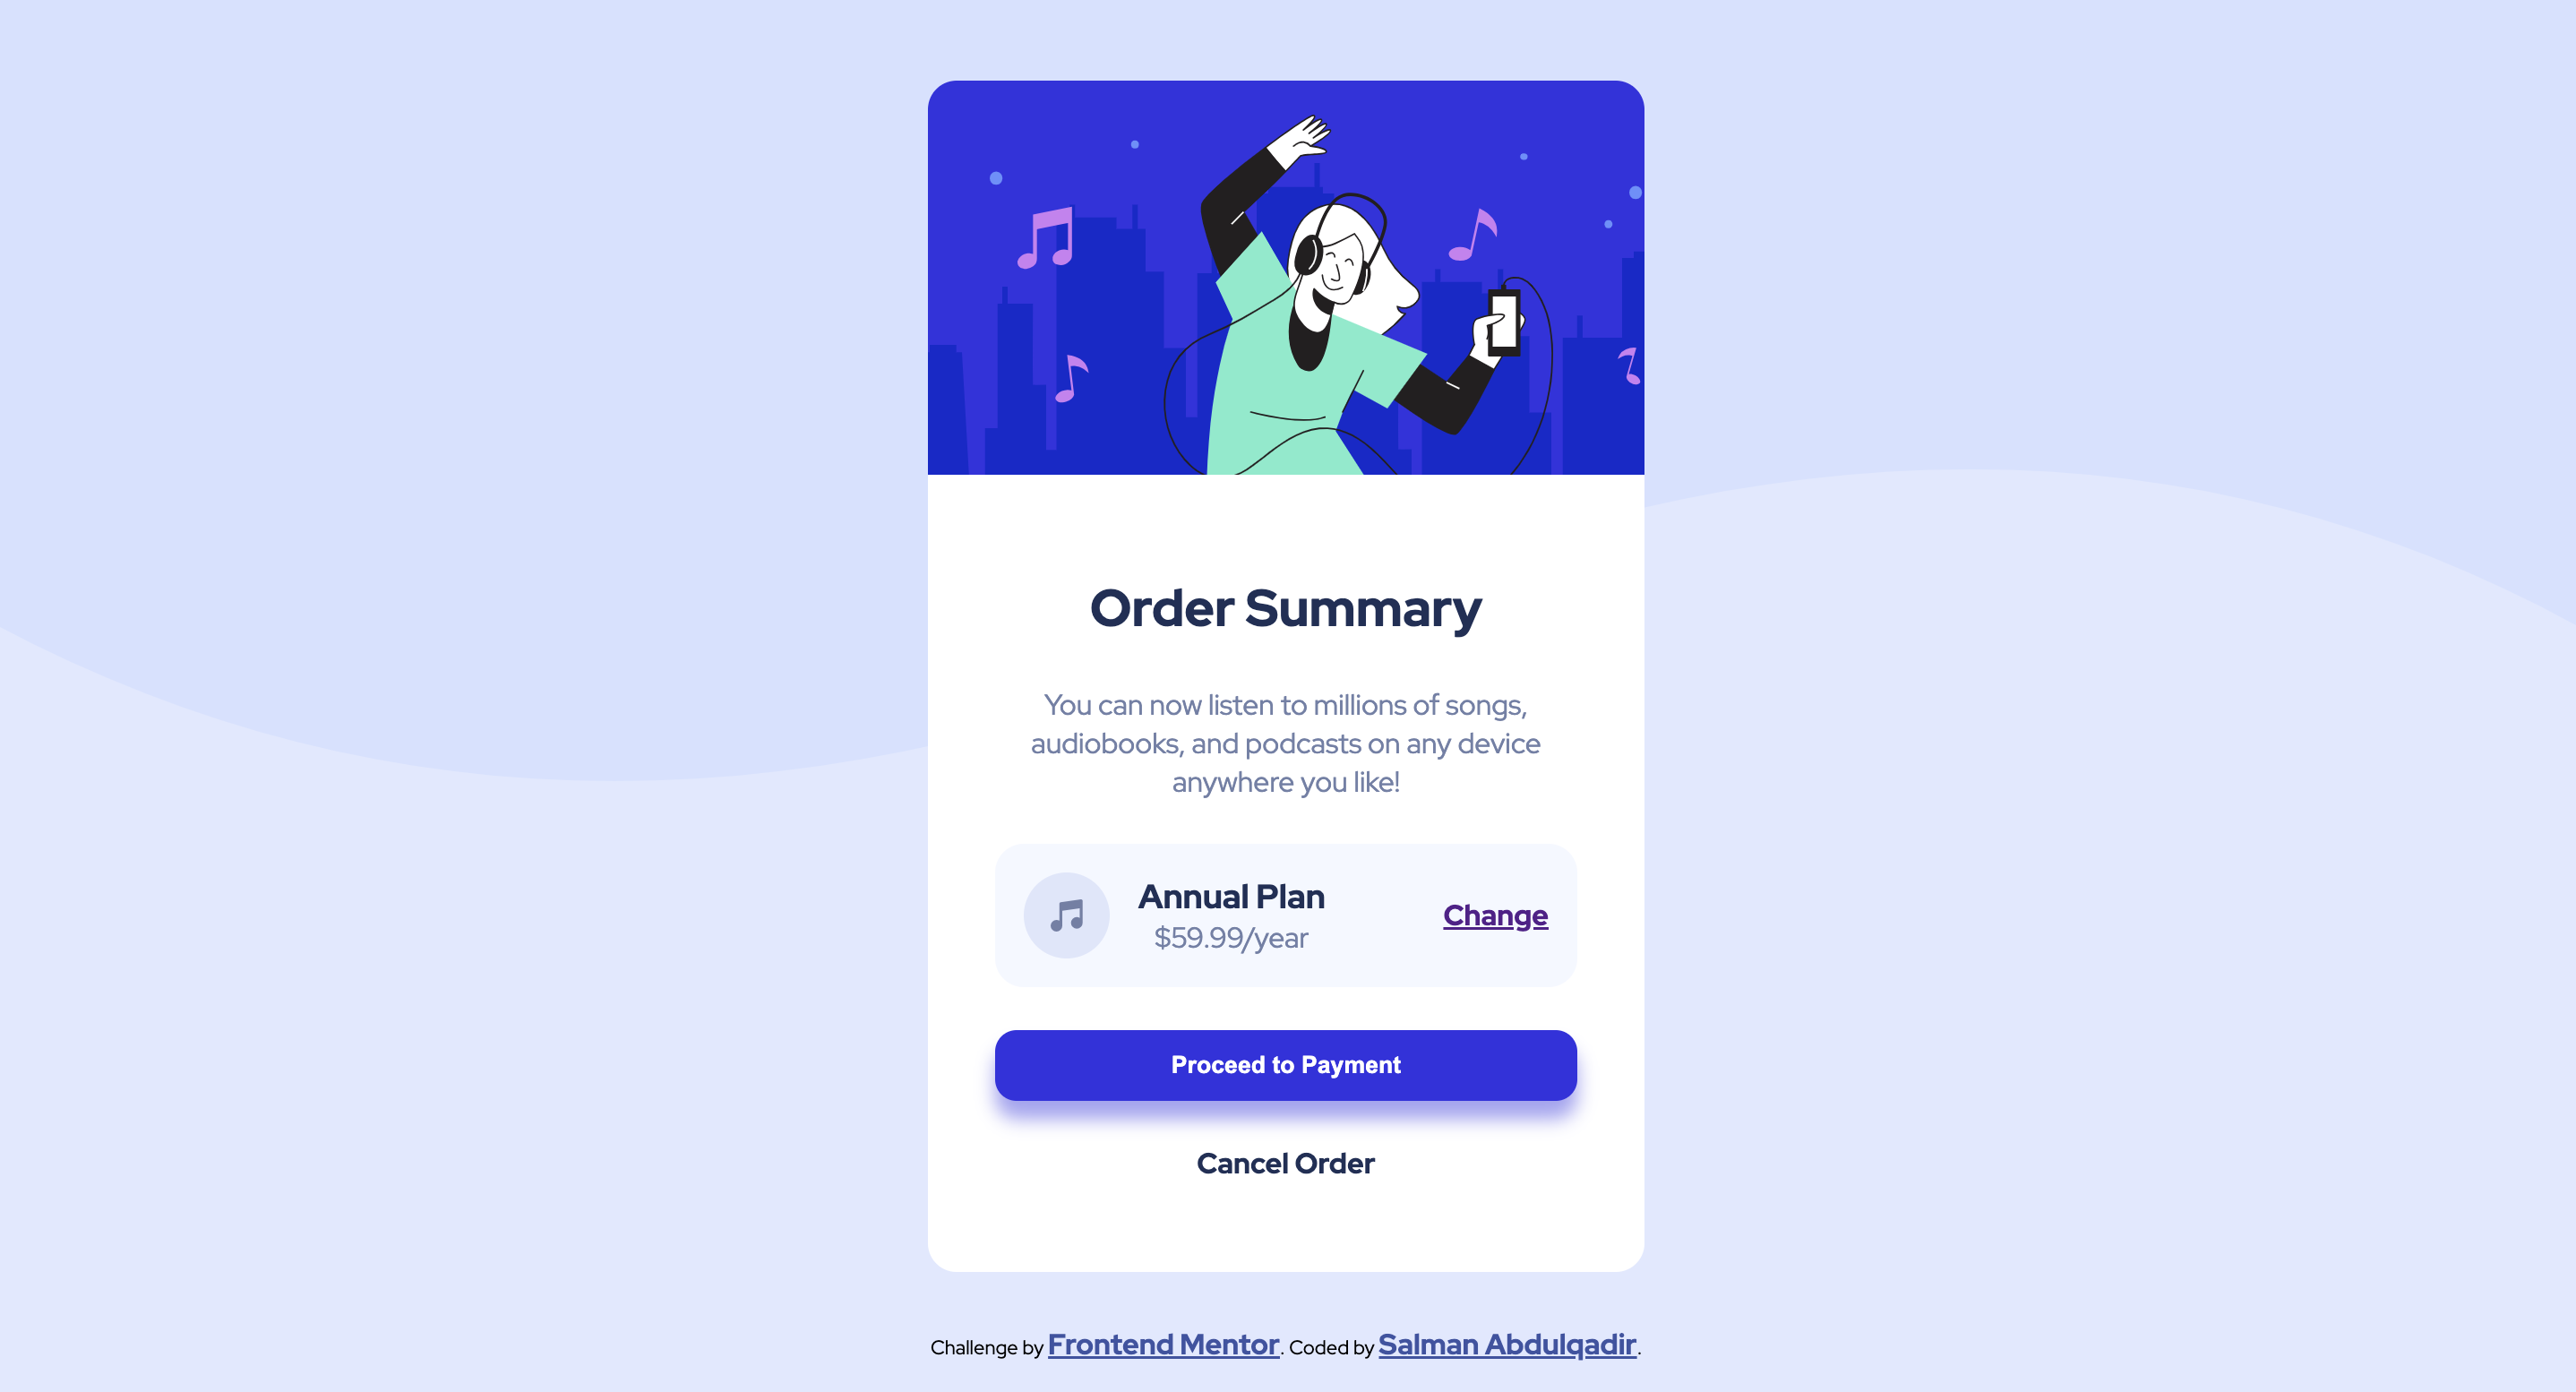 Order Summary
You can now listen to millions of songs,
audiobooks, and podcasts on any device
anywhere you like!
Annual Plan
$59.99/year
Change
Proceed to Payment
Cancel Order
Challenge by Frontend Mentor. Coded by Salman Abdulqadir.